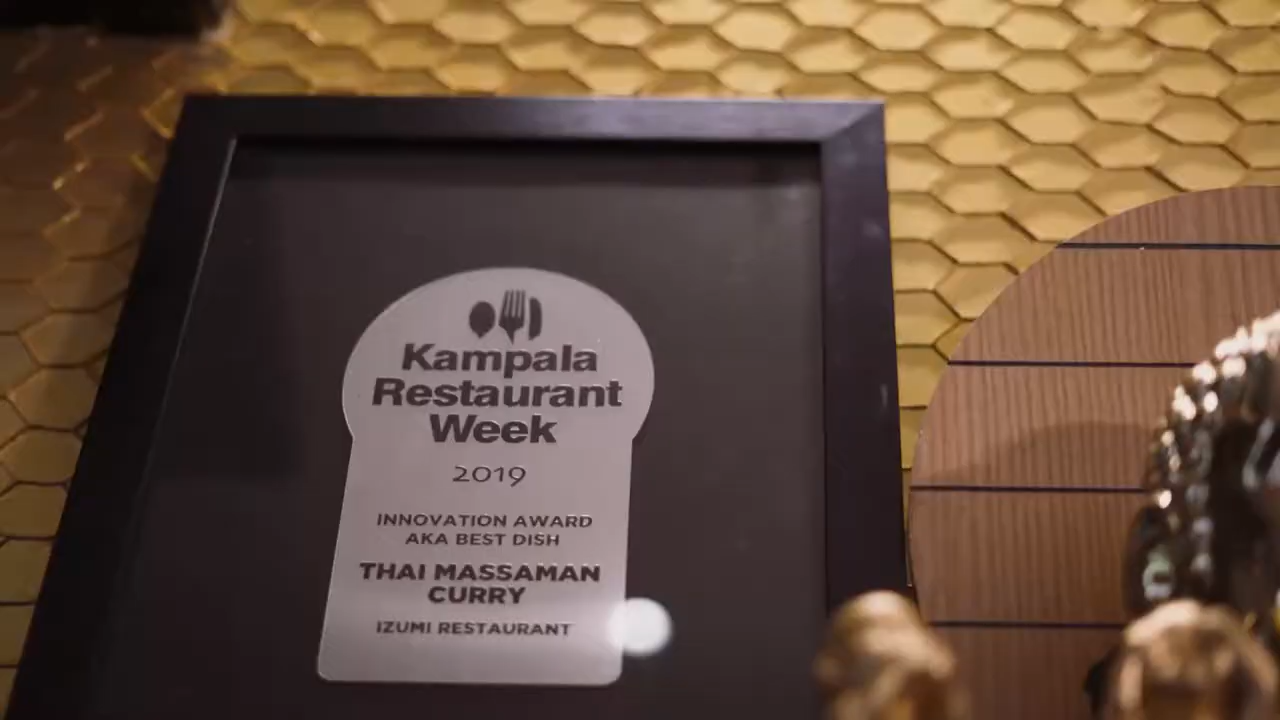 Kampala
Restaurant
Week
2019
INNOVATION AWARD
AKA BEST DISH
THAI MASSAMAN
CURRY
IZUMI RESTAURANT